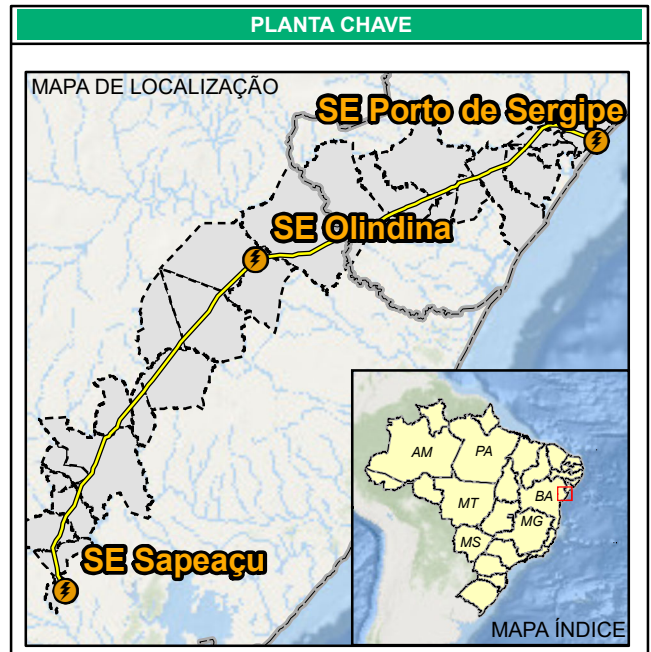 PLANTA CHAVE
MAPA DE LOCALIZAÇÃO
SE Porto de Sergipe
SE Olindina
SE Sapeaçu
AM
PA
MT
BA
MG
MS
MAPA ÍNDICE